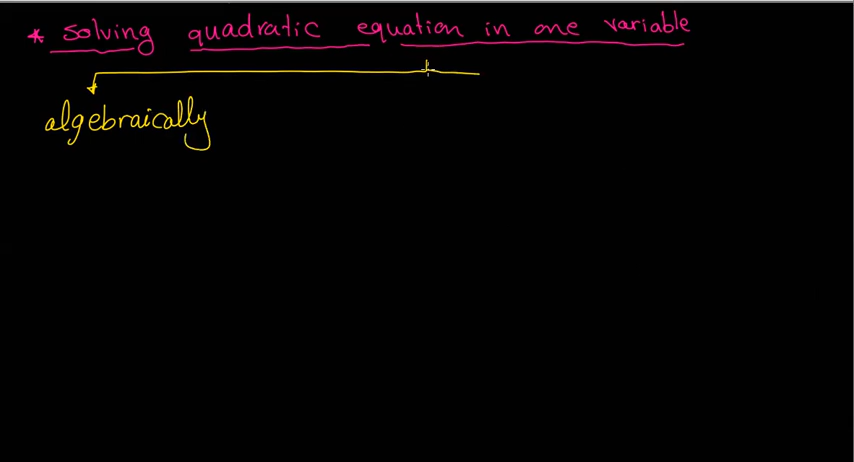 * solving quadratic equation in one variable
algebraically